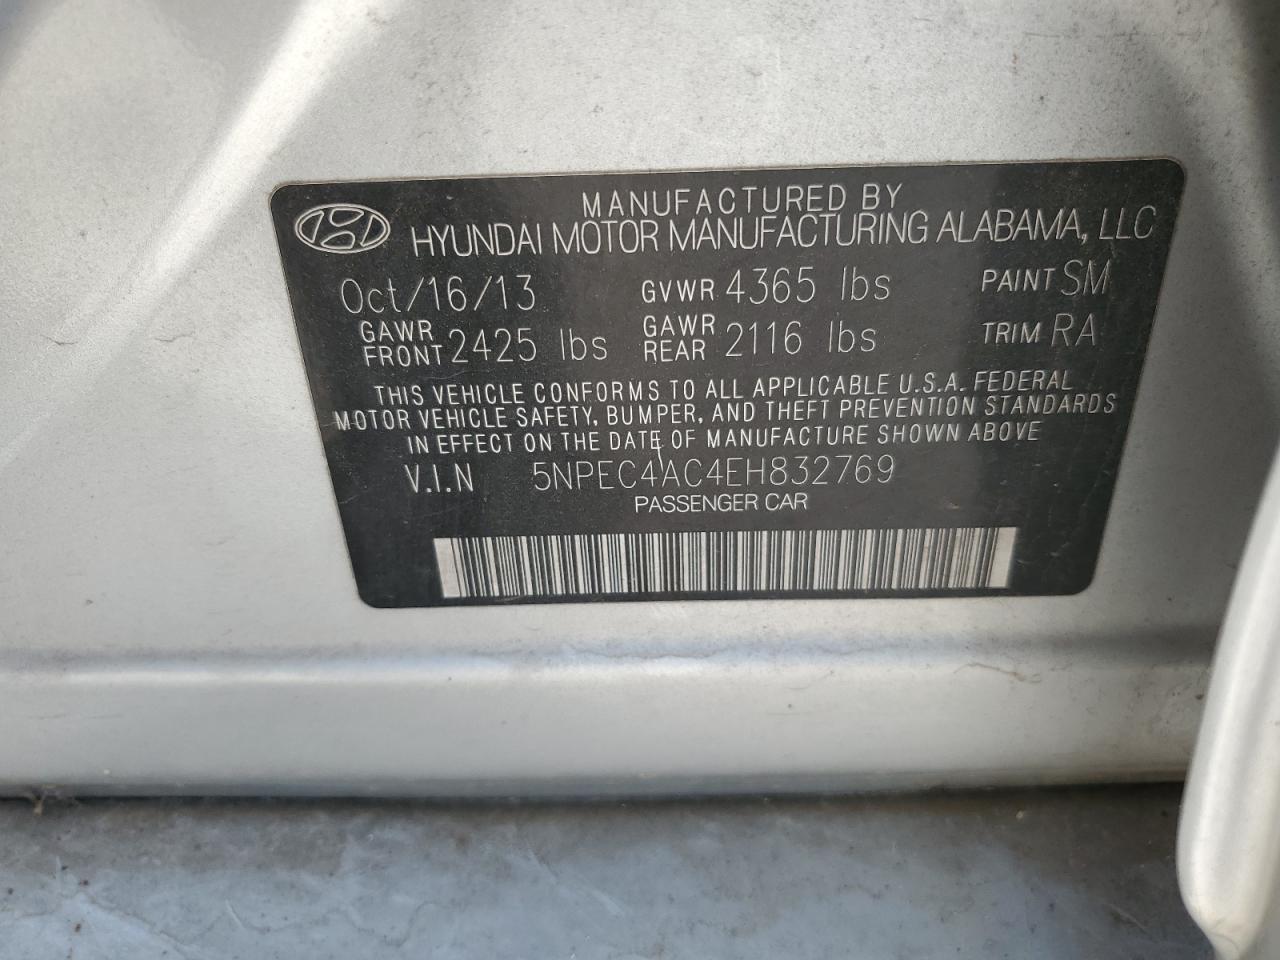 MANUFACTURED BY
HYUNDAI MOTOR MANUFACTURING ALABAMA, LLC
Oct/16/13 GVWR 4365 lbs PAINT SM
GAWR FRONT 2425 lbs GAWR REAR 2116 lbs TRIM RA
THIS VEHICLE CONFORMS TO ALL APPLICABLE U.S.A. FEDERAL
MOTOR VEHICLE SAFETY, BUMPER, AND THEFT PREVENTION STANDARDS
IN EFFECT ON THE DATE OF MANUFACTURE SHOWN ABOVE
V.I.N 5NPEC4AC4EH832769
PASSENGER CAR